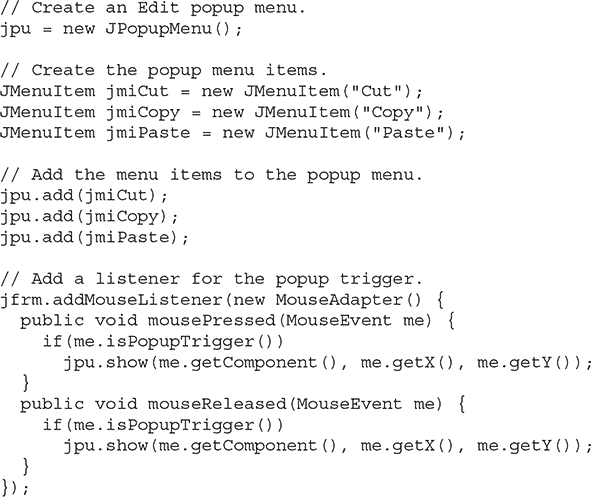 // Create an Edit popup menu.
jpu = new JPopupMenu();

// Create the popup menu items.
JMenuItem jmiCut = new JMenuItem("Cut");
JMenuItem jmiCopy = new JMenuItem("Copy");
JMenuItem jmiPaste = new JMenuItem("Paste");

// Add the menu items to the popup menu.
jpu.add(jmiCut);
jpu.add(jmiCopy);
jpu.add(jmiPaste);

// Add a listener for the popup trigger.
jfrm.addMouseListener(new MouseAdapter() {
  public void mousePressed(MouseEvent me) {
    if(me.isPopupTrigger())
      jpu.show(me.getComponent(), me.getX(), me.getY());
  }
  public void mouseReleased(MouseEvent me) {
    if(me.isPopupTrigger())
      jpu.show(me.getComponent(), me.getX(), me.getY());
  }
});